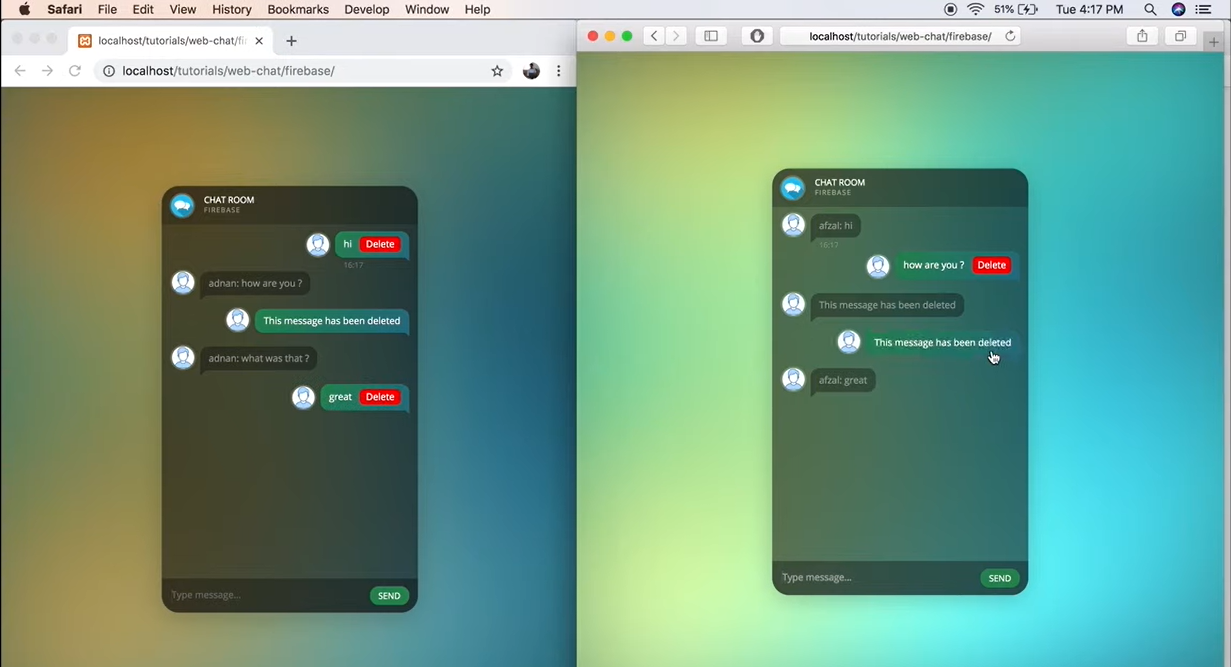 Safari File Edit View History Bookmarks Develop Window Help 51% Tue 4:17 PM
localhost/tutorials/web-chat/fir
localhost/tutorials/web-chat/firebase/
CHAT ROOM
FIREBASE
hi Delete
16:17
adnan: how are you ?
This message has been deleted
adnan: what was that ?
great Delete
Type message...
SEND
localhost/tutorials/web-chat/firebase/
CHAT ROOM
FIREBASE
afzal: hi
16:17
how are you ? Delete
This message has been deleted
This message has been deleted
afzal: great
Type message...
SEND